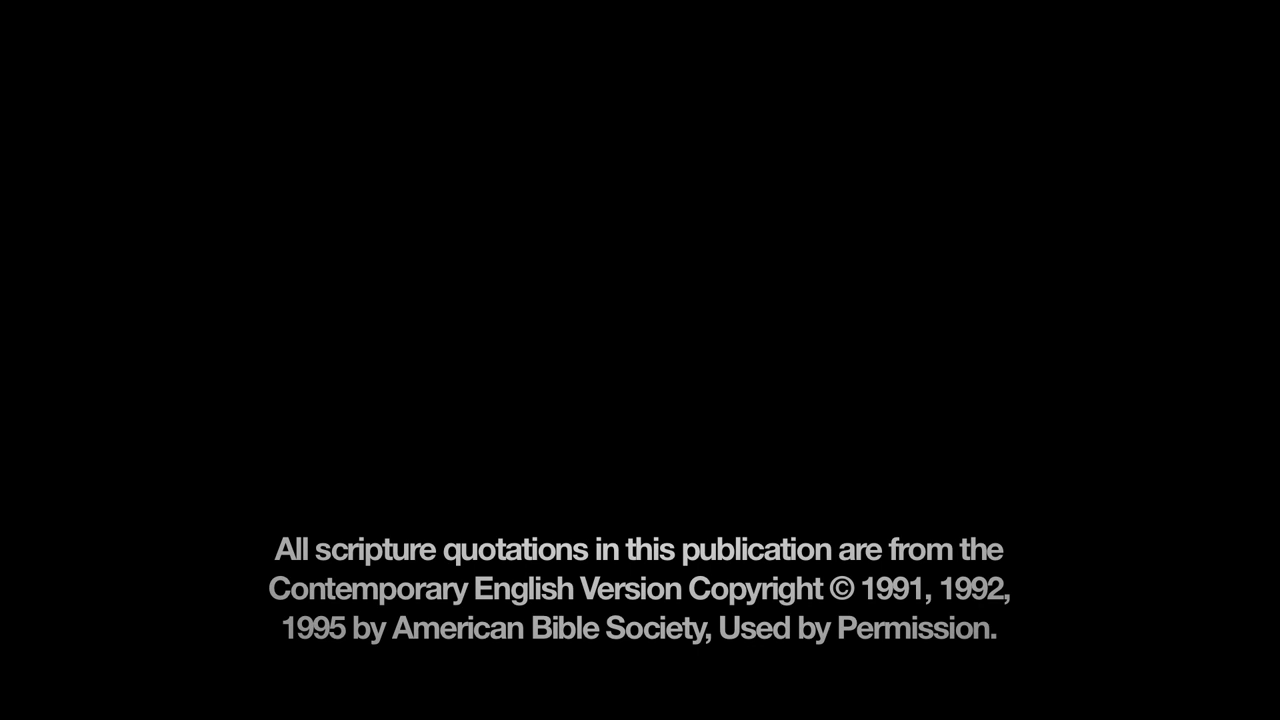 All scripture quotations in this publication are from the
Contemporary English Version Copyright © 1991, 1992,
1995 by American Bible Society, Used by Permission.